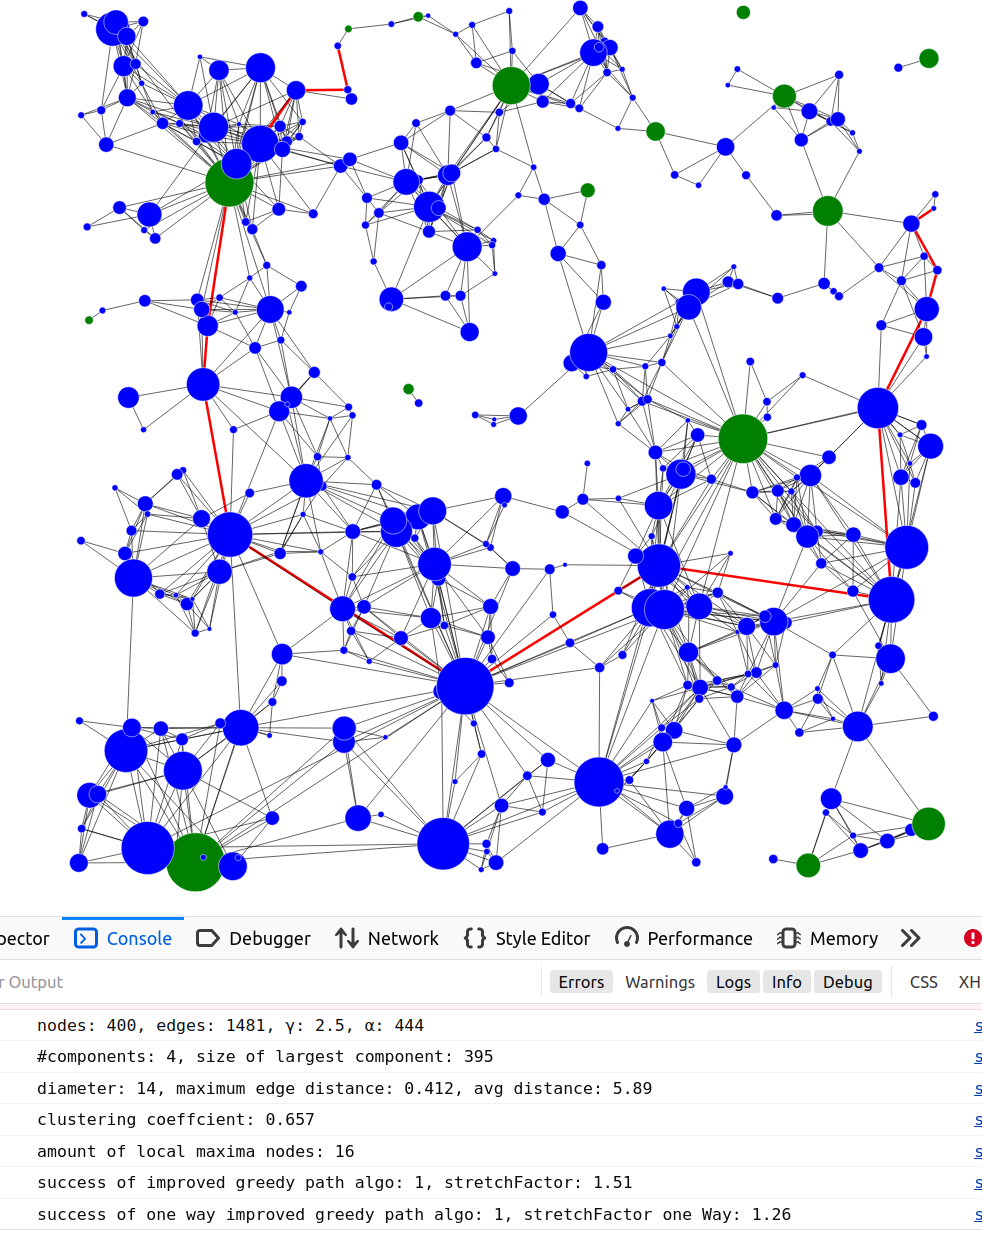 pector Console Debugger Network Style Editor Performance Memory
r Output Errors Warnings Logs Info Debug CSS XH
nodes: 400, edges: 1481, γ: 2.5, α: 444 s
#components: 4, size of largest component: 395 s
diameter: 14, maximum edge distance: 0.412, avg distance: 5.89 s
clustering coeffcient: 0.657 s
amount of local maxima nodes: 16 s
success of improved greedy path algo: 1, stretchFactor: 1.51 s
success of one way improved greedy path algo: 1, stretchFactor one Way: 1.26 s